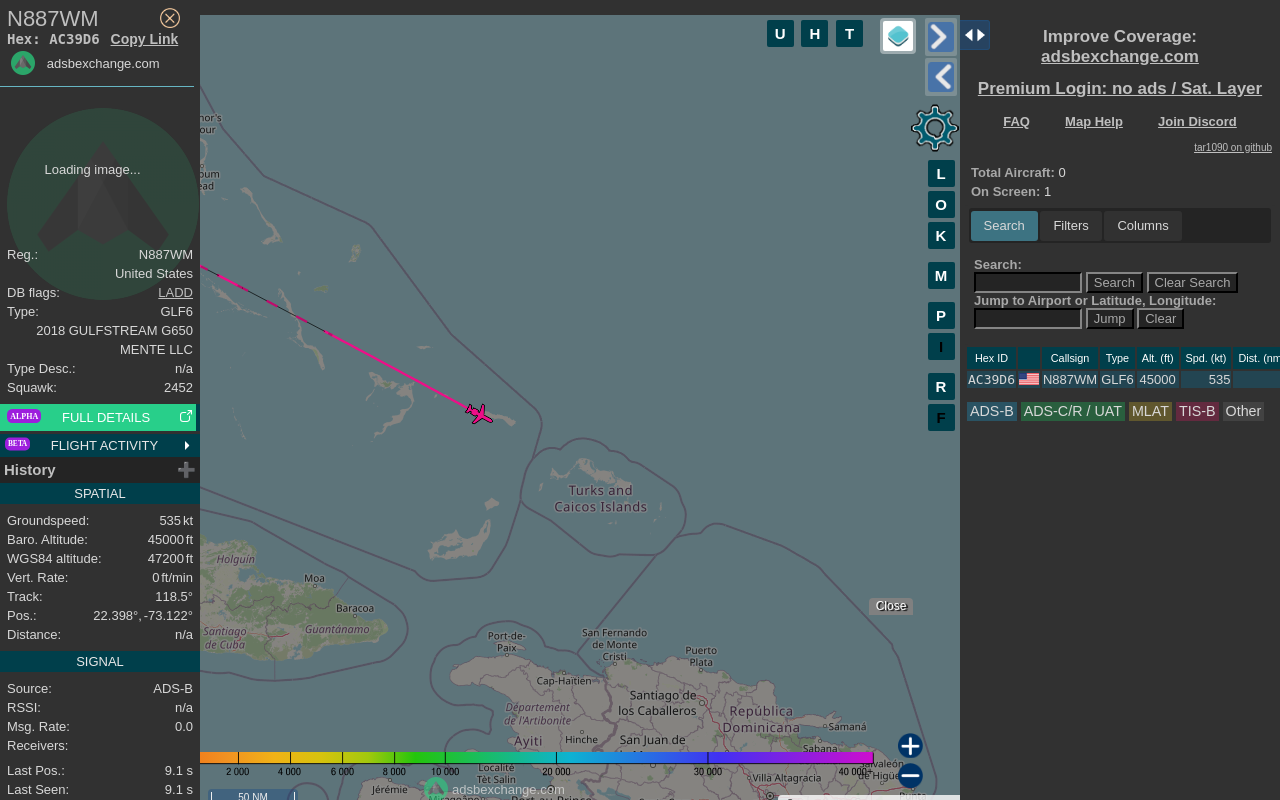 N887WM
Hex: AC39D6 Copy Link
adsbexchange.com
Loading image...
Reg.: N887WM
United States
DB flags: LADD
Type: GLF6
2018 GULFSTREAM G650
MENTE LLC
Type Desc.: n/a
Squawk: 2452
ALPHA FULL DETAILS
BETA FLIGHT ACTIVITY
History
SPATIAL
Groundspeed: 535 kt
Baro. Altitude: 45000 ft
WGS84 altitude: 47200 ft
Vert. Rate: 0 ft/min
Track: 118.5°
Pos.: 22.398°, -73.122°
Distance: n/a
SIGNAL
Source: ADS-B
RSSI: n/a
Msg. Rate: 0.0
Receivers:
Last Pos.: 9.1 s
Last Seen: 9.1 s
U H T
L
O
K
M
P
I
R
F
Turks and
Caicos Islands
Holguín
Moa
Baracoa
Santiago
de Cuba
Guantánamo
Close
Port-de-
Paix
San Fernando
de Monte
Cristi
Puerto
Plata
Cap-Haïtien
Santiago de
los Caballeros
Département
de l'Artibonite
República
Dominicana
Samaná
Ayiti
Hinche
San Juan de
Sabana
2 000 4 000 6 000 8 000 10 000 20 000 30 000 40 000+
Localité
Tèt Salin
Villa Altagracia
Jérémie
adsbexchange.com
50 NM
Improve Coverage:
adsbexchange.com
Premium Login: no ads / Sat. Layer
FAQ Map Help Join Discord
tar1090 on github
Total Aircraft: 0
On Screen: 1
Search Filters Columns
Search:
Search Clear Search
Jump to Airport or Latitude, Longitude:
Jump Clear
Hex ID Callsign Type Alt. (ft) Spd. (kt) Dist. (nm
AC39D6 N887WM GLF6 45000 535
ADS-B ADS-C/R / UAT MLAT TIS-B Other